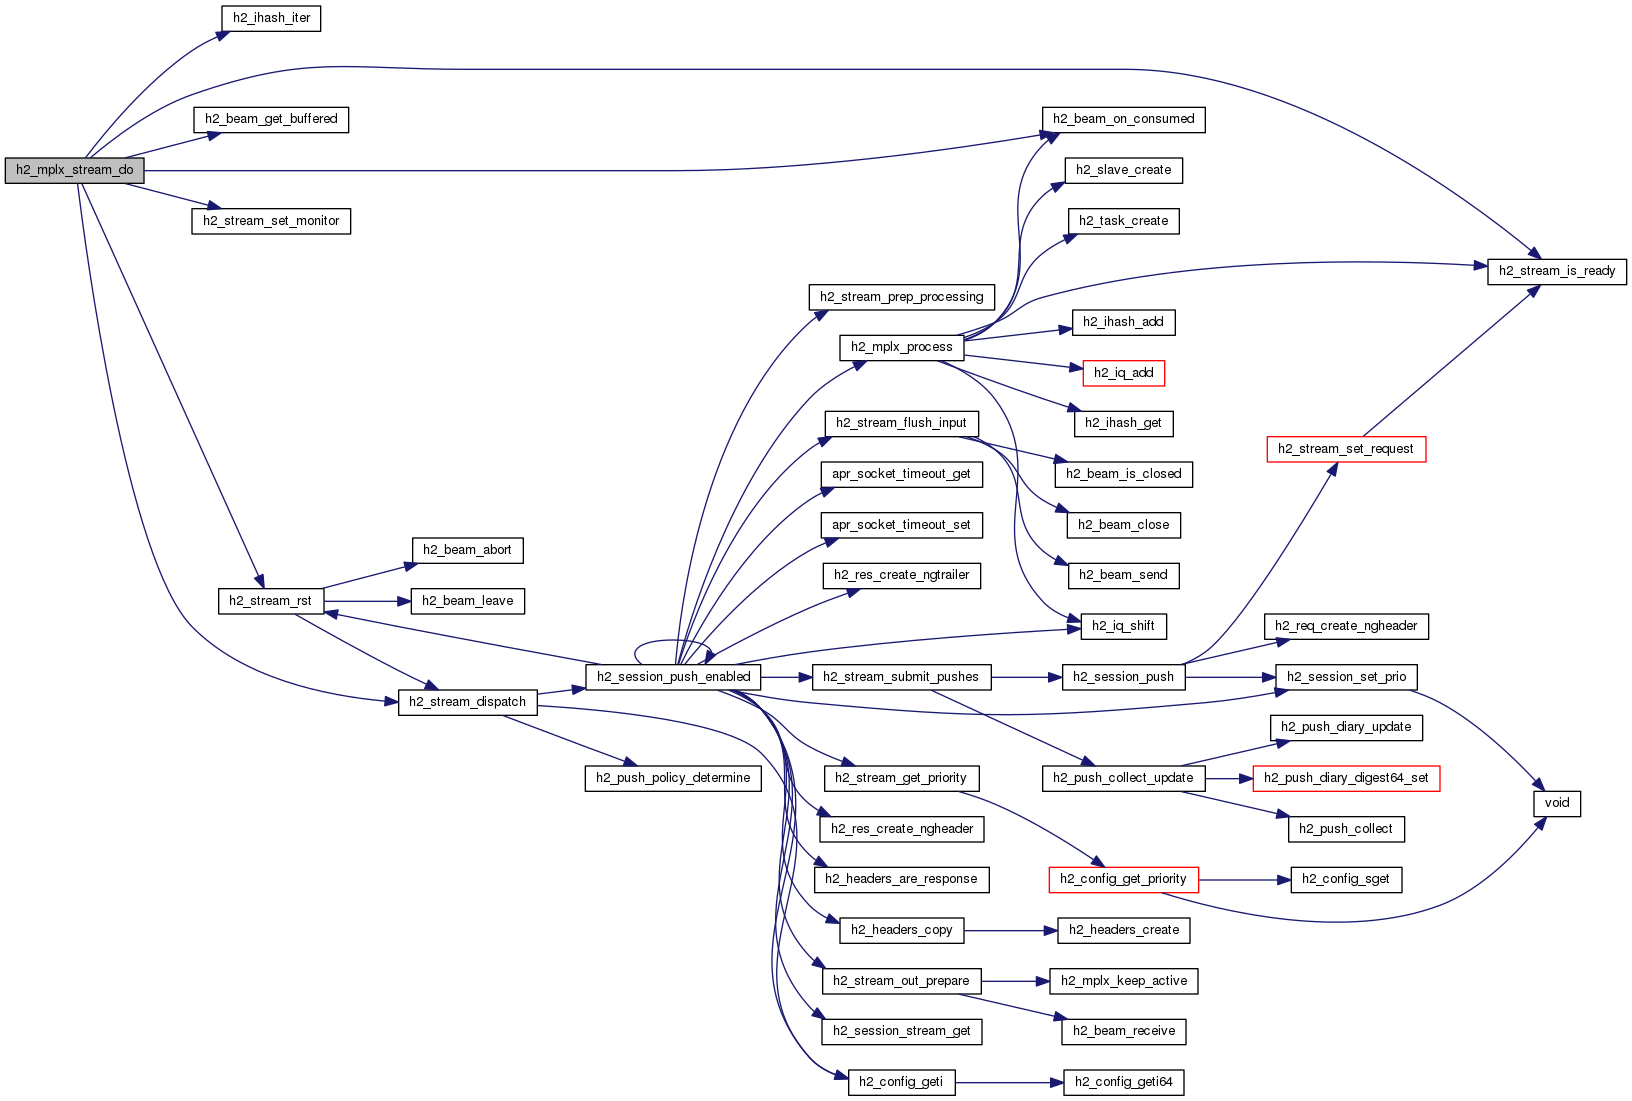 h2_ihash_iter
h2_beam_get_buffered
h2_beam_on_consumed
h2_mplx_stream_do
h2_slave_create
h2_stream_set_monitor
h2_task_create
h2_stream_is_ready
h2_stream_prep_processing
h2_ihash_add
h2_mplx_process
h2_iq_add
h2_stream_flush_input
h2_ihash_get
h2_stream_set_request
apr_socket_timeout_get
h2_beam_is_closed
apr_socket_timeout_set
h2_beam_close
h2_beam_abort
h2_res_create_ngtrailer
h2_beam_send
h2_stream_rst
h2_beam_leave
h2_iq_shift
h2_req_create_ngheader
h2_session_push_enabled
h2_stream_submit_pushes
h2_session_push
h2_session_set_prio
h2_stream_dispatch
h2_push_diary_update
h2_push_policy_determine
h2_stream_get_priority
h2_push_collect_update
h2_push_diary_digest64_set
void
h2_res_create_ngheader
h2_push_collect
h2_headers_are_response
h2_config_get_priority
h2_config_sget
h2_headers_copy
h2_headers_create
h2_stream_out_prepare
h2_mplx_keep_active
h2_session_stream_get
h2_beam_receive
h2_config_geti
h2_config_geti64